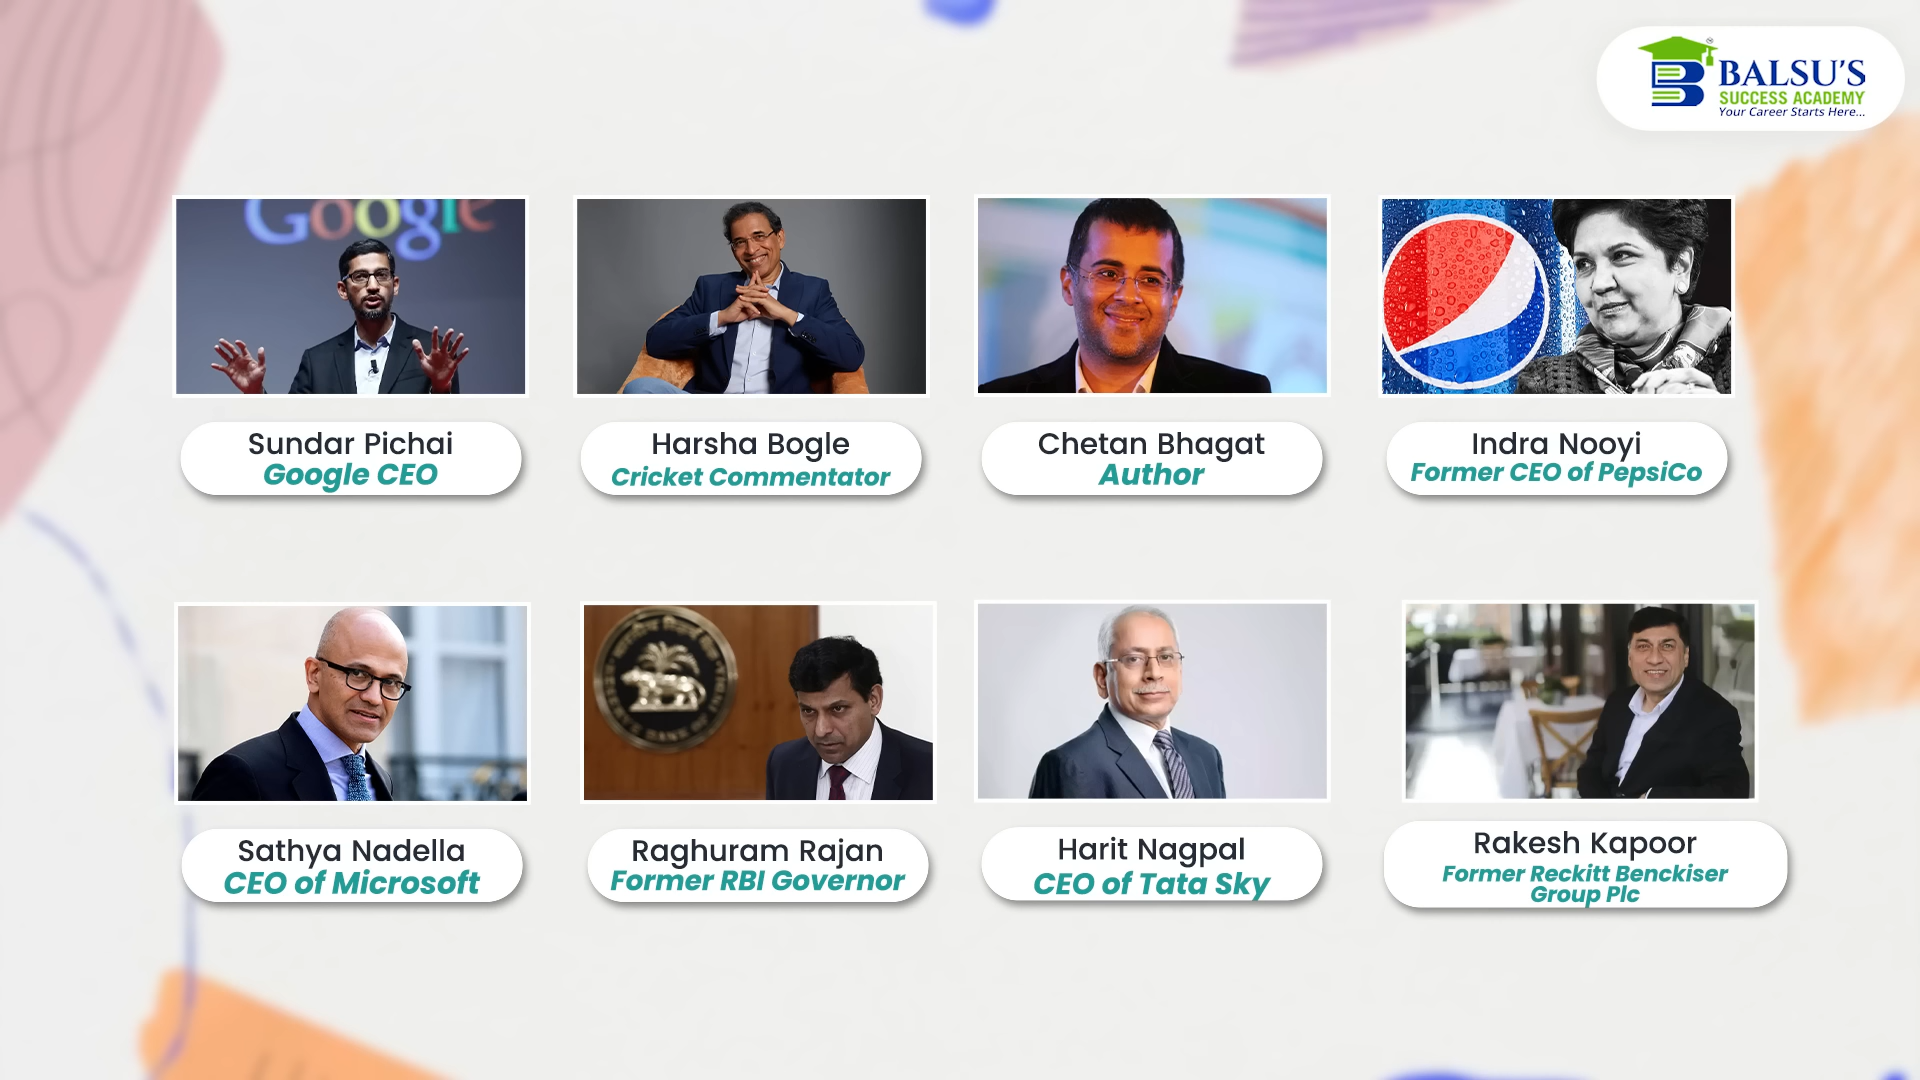 BALSU'S
SUCCESS ACADEMY
Your Career Starts Here...
Google
Sundar Pichai
Google CEO
Harsha Bogle
Cricket Commentator
Chetan Bhagat
Author
Indra Nooyi
Former CEO of PepsiCo
Sathya Nadella
CEO of Microsoft
Raghuram Rajan
Former RBI Governor
Harit Nagpal
CEO of Tata Sky
Rakesh Kapoor
Former Reckitt Benckiser
Group Plc